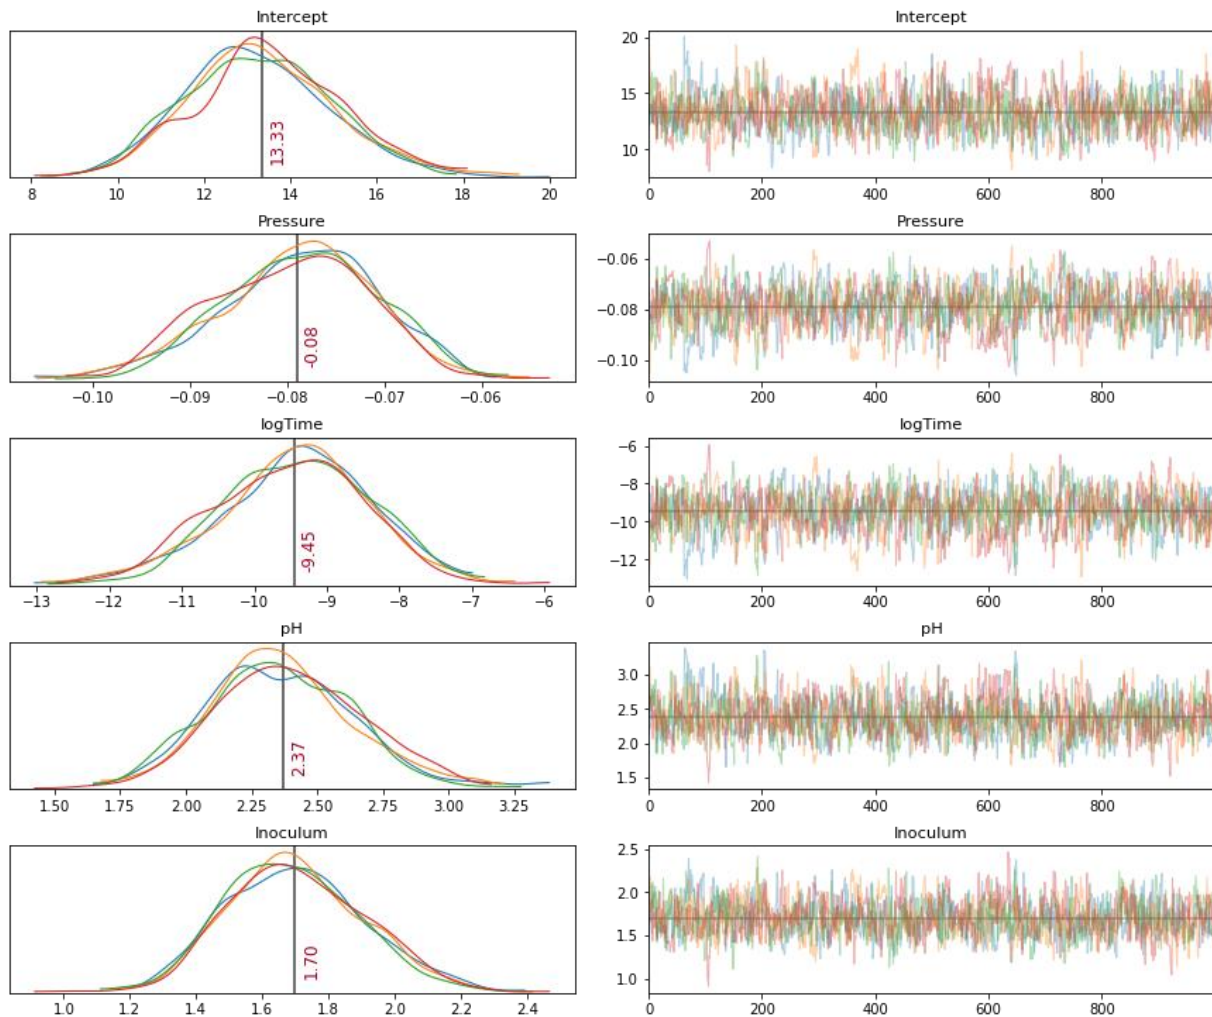 Intercept
Intercept
13.33
8 10 12 14 16 18 20
20
15
10
0 200 400 600 800
Pressure
Pressure
-0.08
−0.10 −0.09 −0.08 −0.07 −0.06
−0.06
−0.08
−0.10
0 200 400 600 800
logTime
logTime
-9.45
−13 −12 −11 −10 −9 −8 −7 −6
−6
−8
−10
−12
0 200 400 600 800
pH
pH
2.37
1.50 1.75 2.00 2.25 2.50 2.75 3.00 3.25
3.0
2.5
2.0
1.5
0 200 400 600 800
Inoculum
Inoculum
1.70
1.0 1.2 1.4 1.6 1.8 2.0 2.2 2.4
2.5
2.0
1.5
1.0
0 200 400 600 800